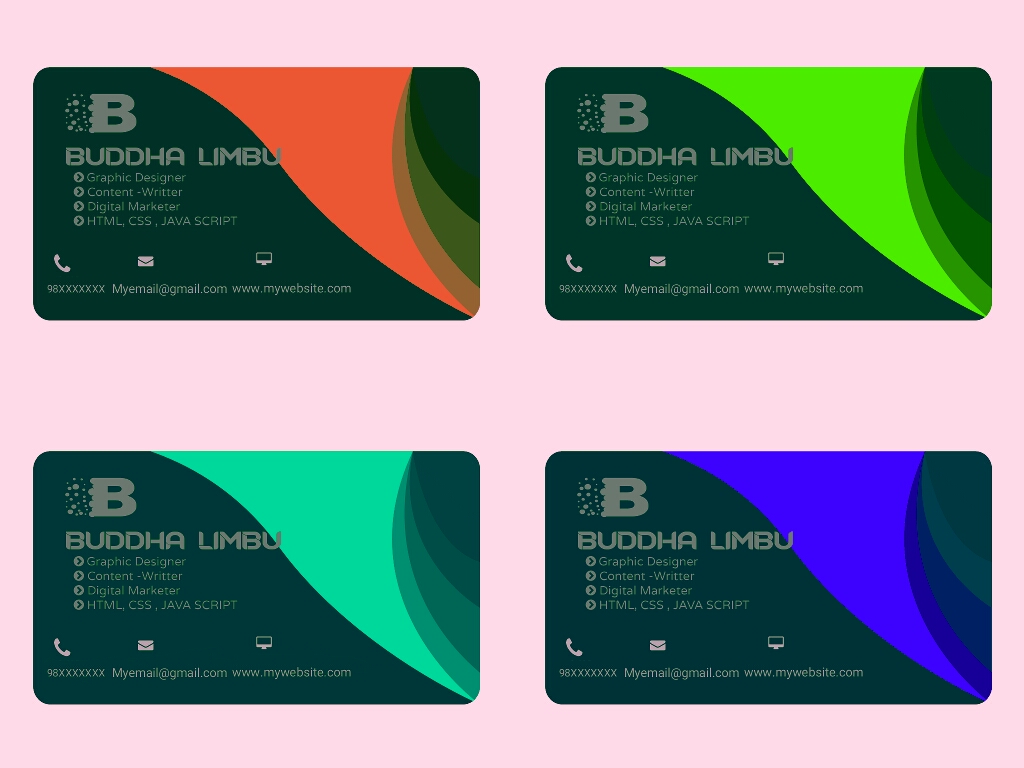 B
BUDDHA LIMBU
Graphic Designer
Content -Writter
Digital Marketer
HTML, CSS , JAVA SCRIPT
98XXXXXXX Myemail@gmail.com www.mywebsite.com
B
BUDDHA LIMBU
Graphic Designer
Content -Writter
Digital Marketer
HTML, CSS , JAVA SCRIPT
98XXXXXXX Myemail@gmail.com www.mywebsite.com
B
BUDDHA LIMBU
Graphic Designer
Content -Writter
Digital Marketer
HTML, CSS , JAVA SCRIPT
98XXXXXXX Myemail@gmail.com www.mywebsite.com
B
BUDDHA LIMBU
Graphic Designer
Content -Writter
Digital Marketer
HTML, CSS , JAVA SCRIPT
98XXXXXXX Myemail@gmail.com www.mywebsite.com